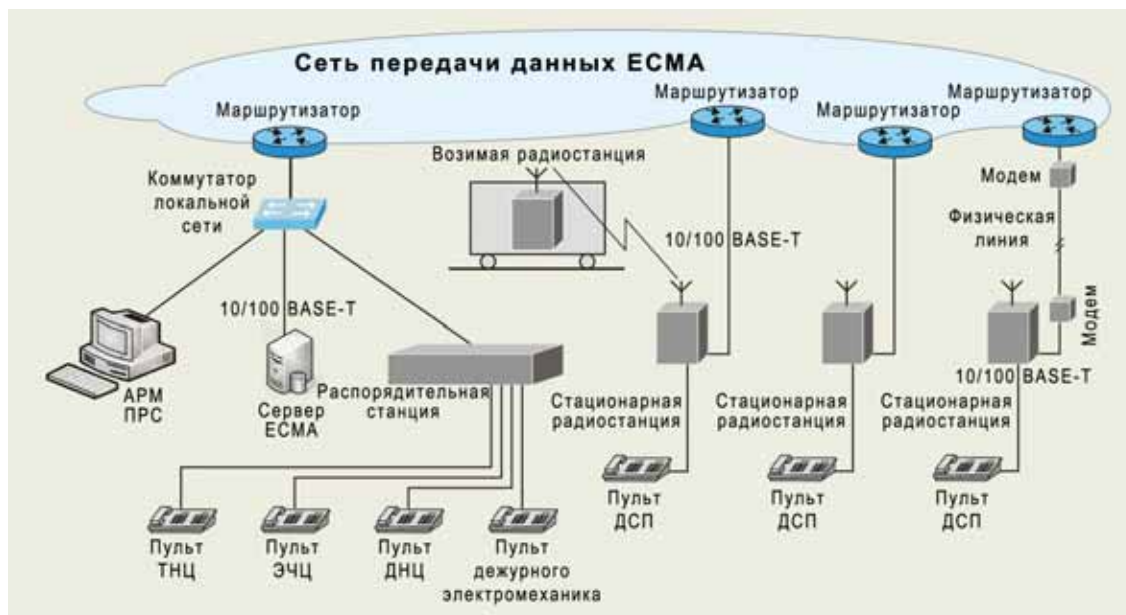 Сеть передачи данных ЕСМА
Маршрутизатор
Маршрутизатор
Маршрутизатор
Маршрутизатор
Возимая радиостанция
Коммутатор
локальной
сети
Модем
Физическая
линия
10/100 BASE-T
10/100 BASE-T
Модем
АРМ
ПРС
Сервер
ЕСМА
Распорядительная
станция
Стационарная
радиостанция
Стационарная
радиостанция
10/100 BASE-T
Стационарная
радиостанция
Пульт
ДСП
Пульт
ДСП
Пульт
ДСП
Пульт
ТНЦ
Пульт
ЭЧЦ
Пульт
ДНЦ
Пульт
дежурного
электромеханика